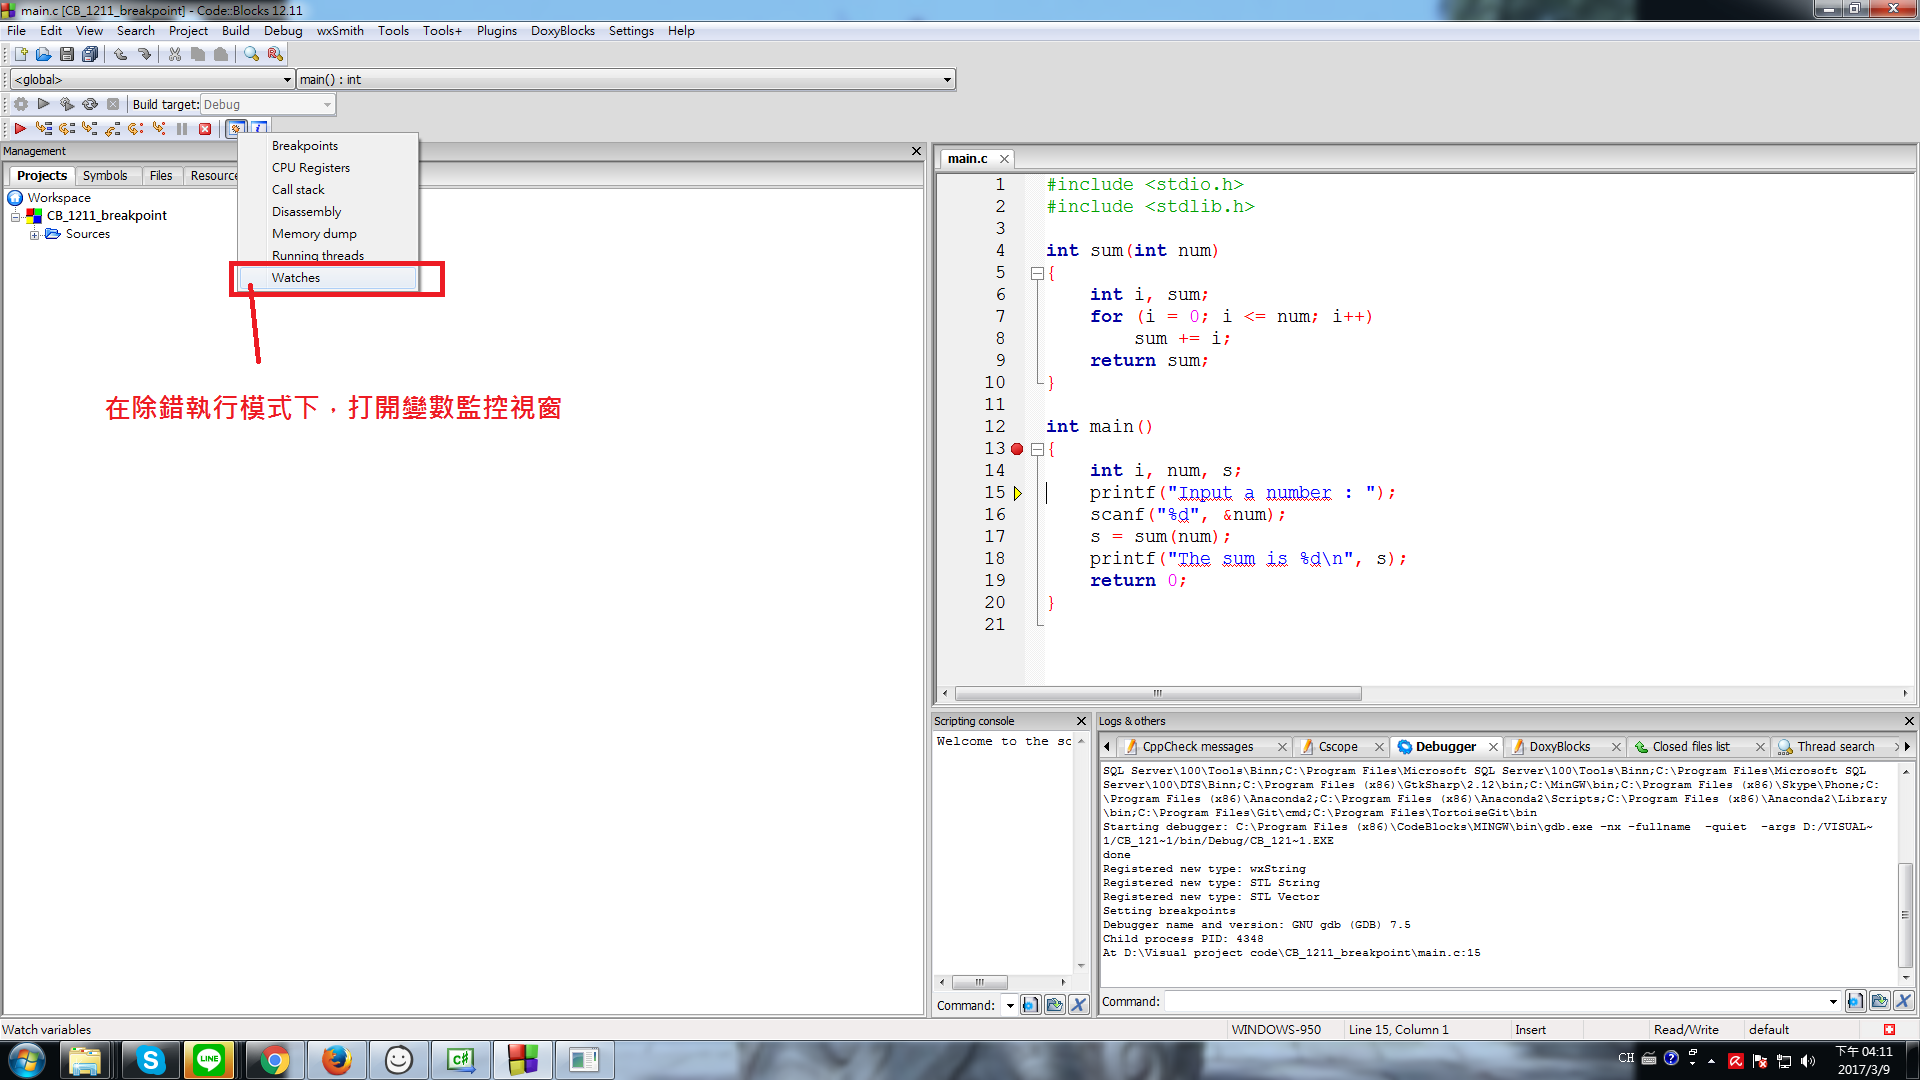 main.c [CB_1211_breakpoint] - Code::Blocks 12.11
File Edit View Search Project Build Debug wxSmith Tools Tools+ Plugins DoxyBlocks Settings Help
<global> main() : int
Build target: Debug
Management
Projects Symbols Files Resource
Workspace
CB_1211_breakpoint
Sources
Breakpoints
CPU Registers
Call stack
Disassembly
Memory dump
Running threads
Watches
在除錯執行模式下，打開變數監控視窗
main.c
1 #include <stdio.h>
2 #include <stdlib.h>
3
4 int sum(int num)
5 {
6 int i, sum;
7 for (i = 0; i <= num; i++)
8 sum += i;
9 return sum;
10 }
11
12 int main()
13 {
14 int i, num, s;
15 printf("Input a number : ");
16 scanf("%d", &num);
17 s = sum(num);
18 printf("The sum is %d\n", s);
19 return 0;
20 }
21
Scripting console
Welcome to the sc
Command:
Logs & others
CppCheck messages Cscope Debugger DoxyBlocks Closed files list Thread search
SQL Server\100\Tools\Binn;C:\Program Files\Microsoft SQL Server\100\Tools\Binn;C:\Program Files\Microsoft SQL
Server\100\DTS\Binn;C:\Program Files (x86)\GtkSharp\2.12\bin;C:\MinGW\bin;C:\Program Files (x86)\Skype\Phone;C:
\Program Files (x86)\Anaconda2;C:\Program Files (x86)\Anaconda2\Scripts;C:\Program Files (x86)\Anaconda2\Library
\bin;C:\Program Files\Git\cmd;C:\Program Files\TortoiseGit\bin
Starting debugger: C:\Program Files (x86)\CodeBlocks\MINGW\bin\gdb.exe -nx -fullname -quiet -args D:/VISUAL~
1/CB_121~1/bin/Debug/CB_121~1.EXE
done
Registered new type: wxString
Registered new type: STL String
Registered new type: STL Vector
Setting breakpoints
Debugger name and version: GNU gdb (GDB) 7.5
Child process PID: 4348
At D:\Visual project code\CB_1211_breakpoint\main.c:15
Command:
Watch variables WINDOWS-950 Line 15, Column 1 Insert Read/Write default
S LINE C# CH
下午 04:11
2017/3/9